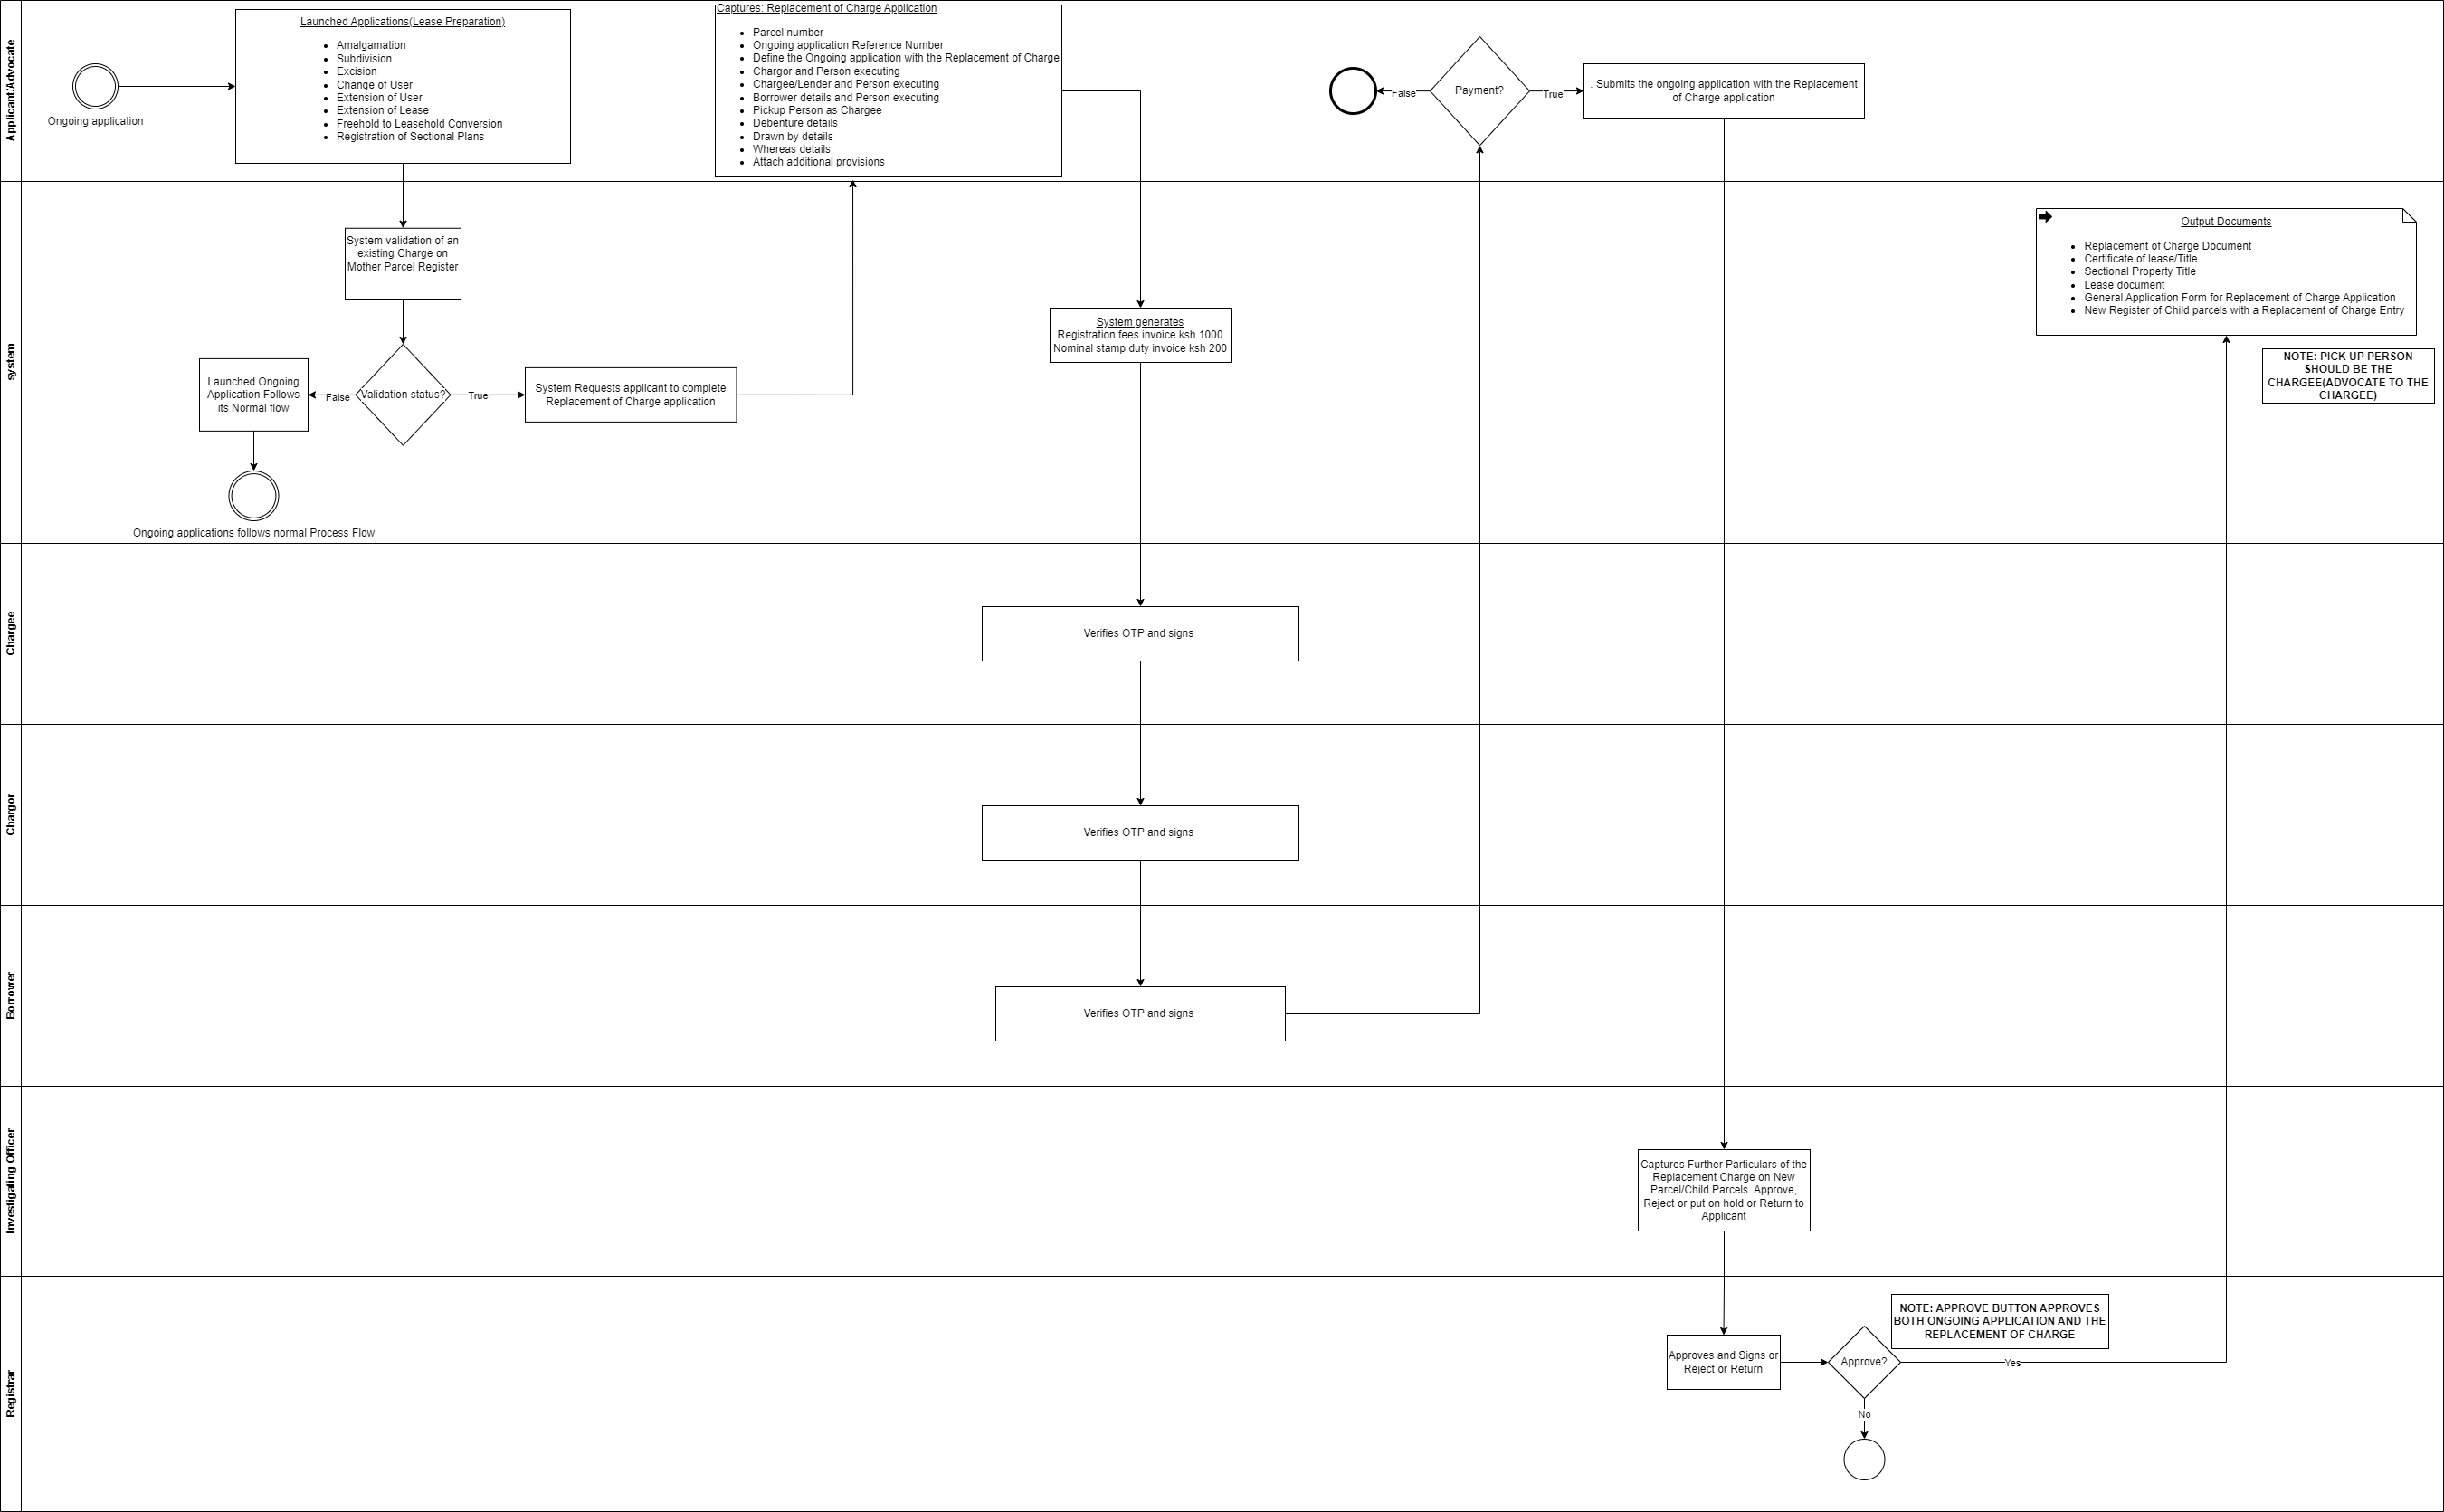 Applicant/Advocate
Ongoing application
Launched Applications(Lease Preparation)
Amalgamation
Subdivision
Excision
Change of User
Extension of User
Extension of Lease
Freehold to Leasehold Conversion
Registration of Sectional Plans
Captures: Replacement of Charge Application
Parcel number
Ongoing application Reference Number
Define the Ongoing application with the Replacement of Charge
Chargor and Person executing
Chargee/Lender and Person executing
Borrower details and Person executing
Pickup Person as Chargee
Debenture details
Drawn by details
Whereas details
Attach additional provisions
False
Payment?
True
. Submits the ongoing application with the Replacement
of Charge application
system
System validation of an
existing Charge on
Mother Parcel Register
Launched Ongoing
Application Follows
its Normal flow
False
Validation status?
True
System Requests applicant to complete
Replacement of Charge application
Ongoing applications follows normal Process Flow
System generates
Registration fees invoice ksh 1000
Nominal stamp duty invoice ksh 200
Output Documents
Replacement of Charge Document
Certificate of lease/Title
Sectional Property Title
Lease document
General Application Form for Replacement of Charge Application
New Register of Child parcels with a Replacement of Charge Entry
NOTE: PICK UP PERSON
SHOULD BE THE
CHARGEE(ADVOCATE TO THE
CHARGEE)
Chargee
Verifies OTP and signs
Chargor
Verifies OTP and signs
Borrower
Verifies OTP and signs
Investigating Officer
Captures Further Particulars of the
Replacement Charge on New
Parcel/Child Parcels Approve,
Reject or put on hold or Return to
Applicant
Registrar
Approves and Signs or
Reject or Return
Approve?
NOTE: APPROVE BUTTON APPROVES
BOTH ONGOING APPLICATION AND THE
REPLACEMENT OF CHARGE
Yes
No